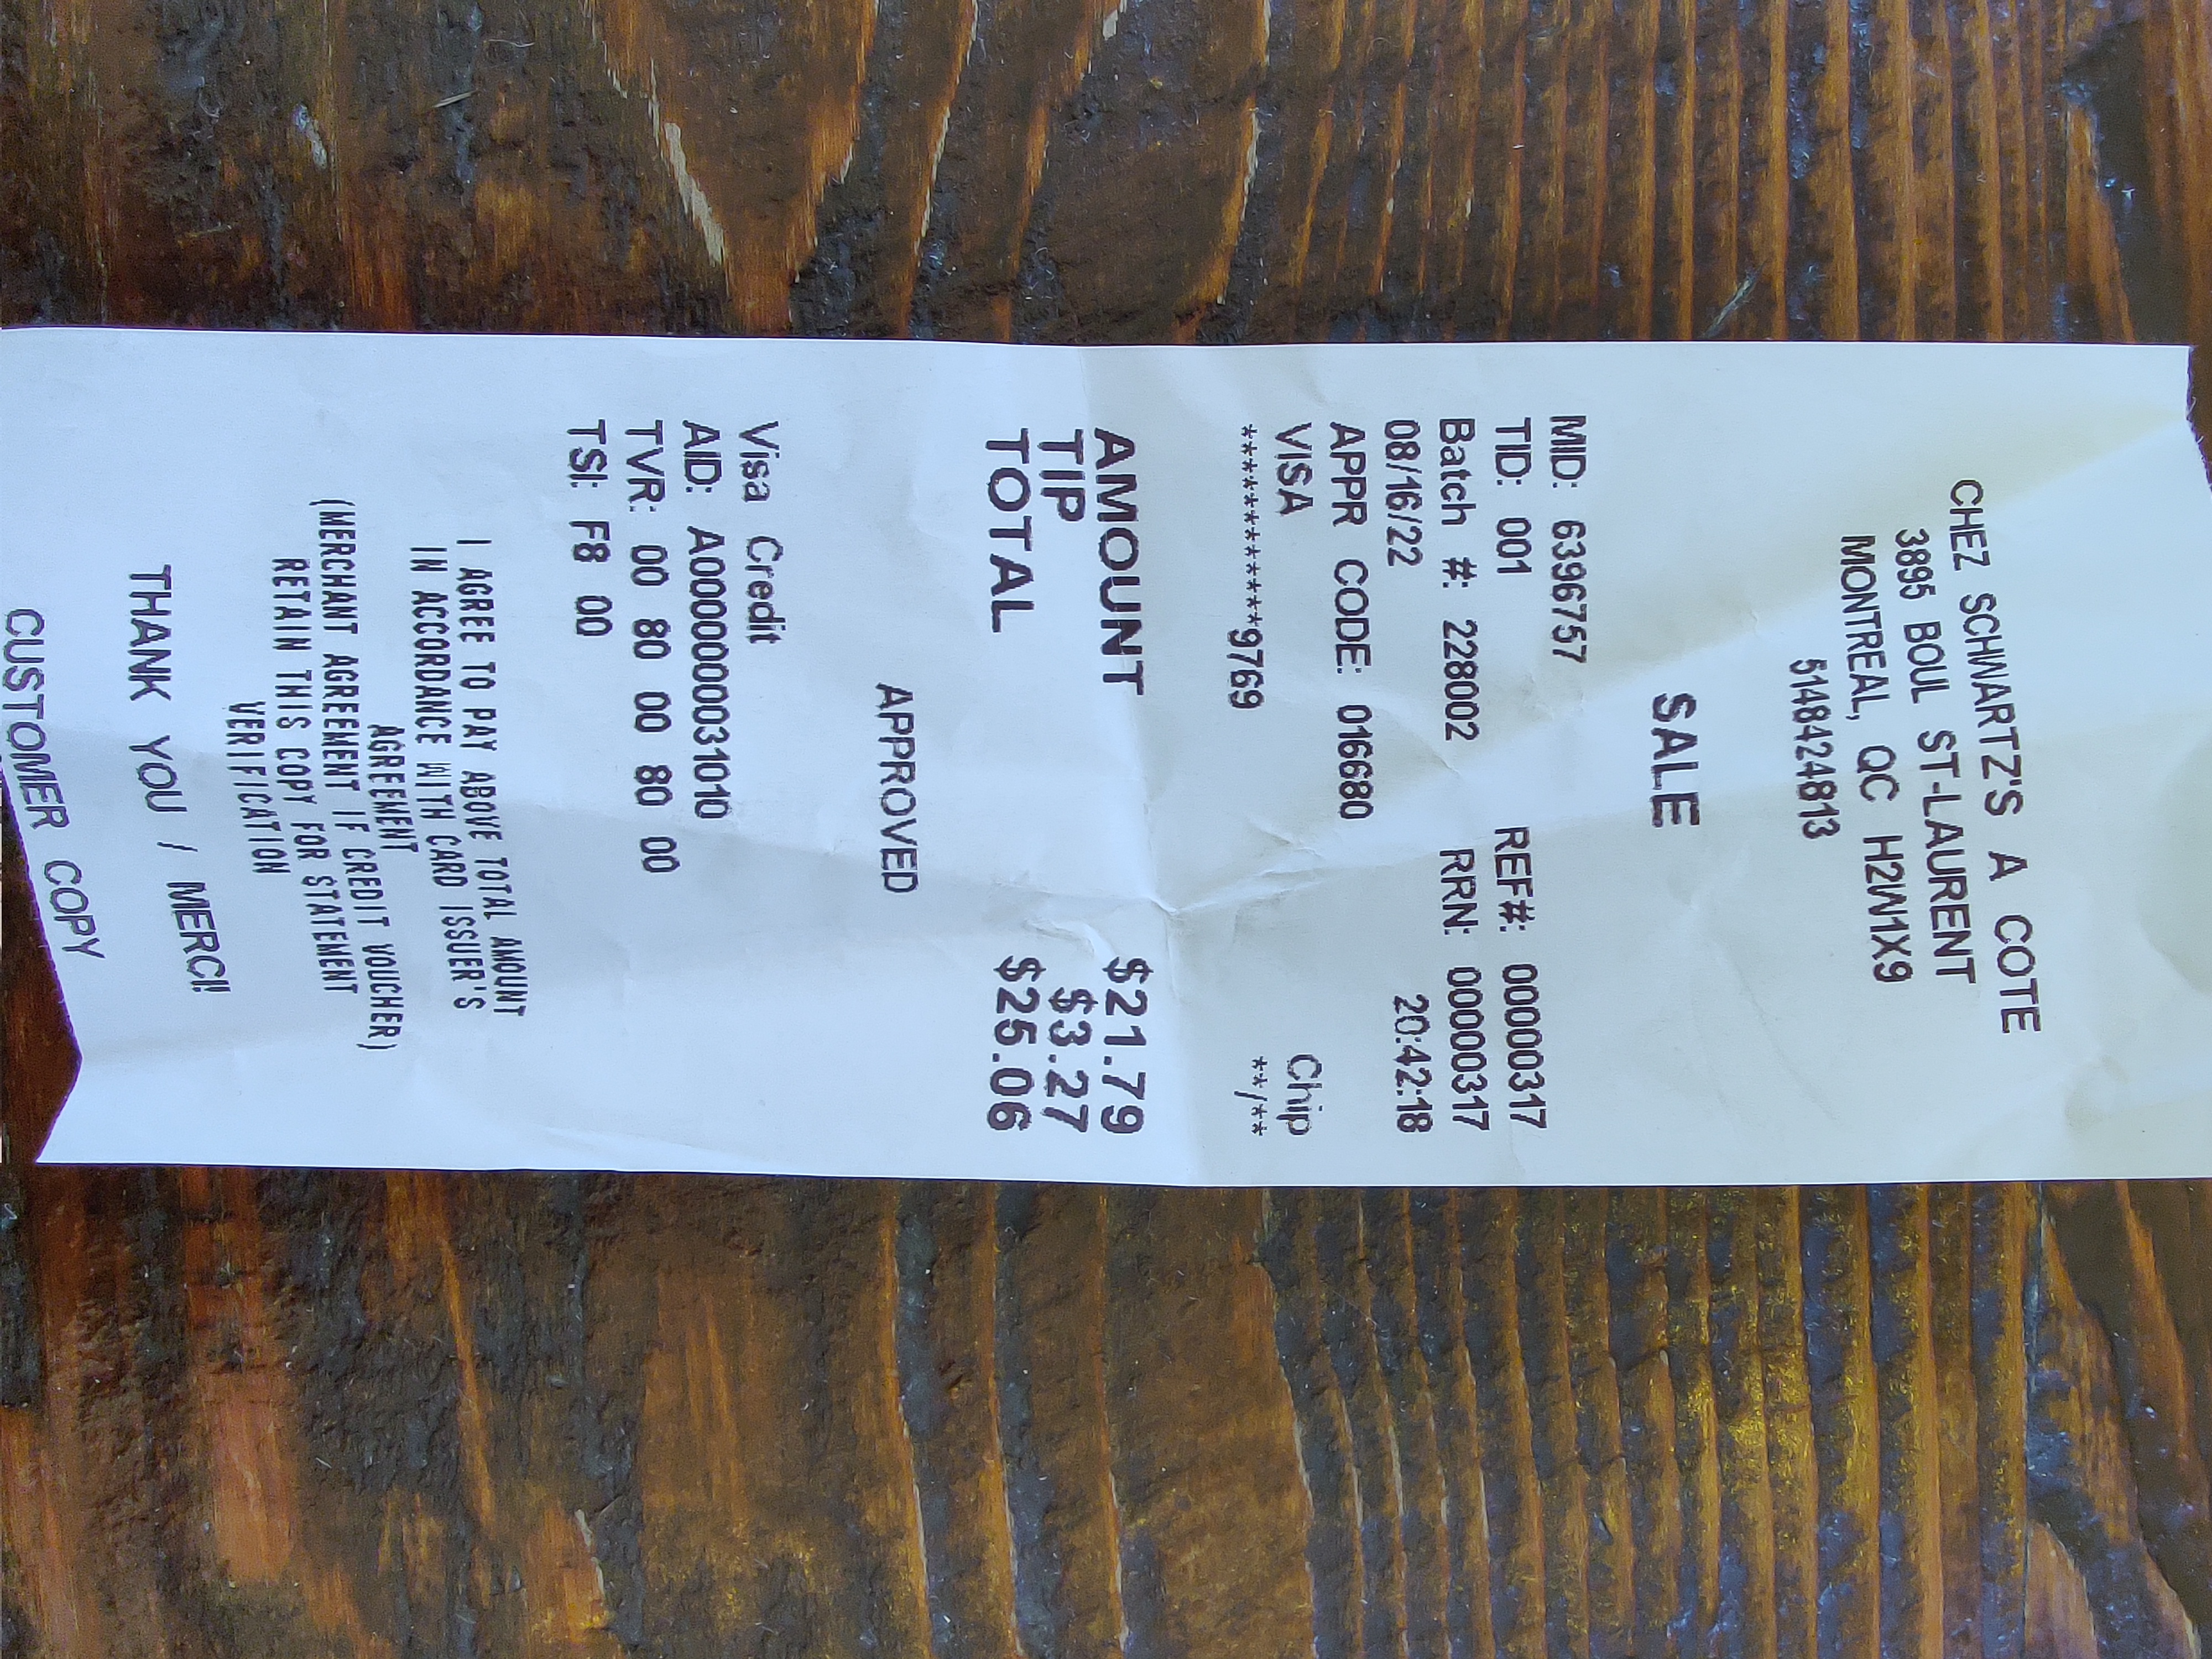 CHEZ SCHWARTZ'S A COTE
3895 BOUL ST-LAURENT
MONTREAL, QC H2W1X9
5148424813
SALE
MID: 6396757
TID: 001 REF#: 00000317
Batch #: 228002 RRN: 00000317
08/16/22 20:42:18
APPR CODE: 016680
VISA Chip
************9769 **/**
AMOUNT $21.79
TIP $3.27
TOTAL $25.06
APPROVED
Visa Credit
AID: A0000000031010
TVR: 00 80 00 80 00
TSI: F8 00
I AGREE TO PAY ABOVE TOTAL AMOUNT
IN ACCORDANCE WITH CARD ISSUER'S
AGREEMENT
(MERCHANT AGREEMENT IF CREDIT VOUCHER)
RETAIN THIS COPY FOR STATEMENT
VERIFICATION
THANK YOU / MERCI!
CUSTOMER COPY